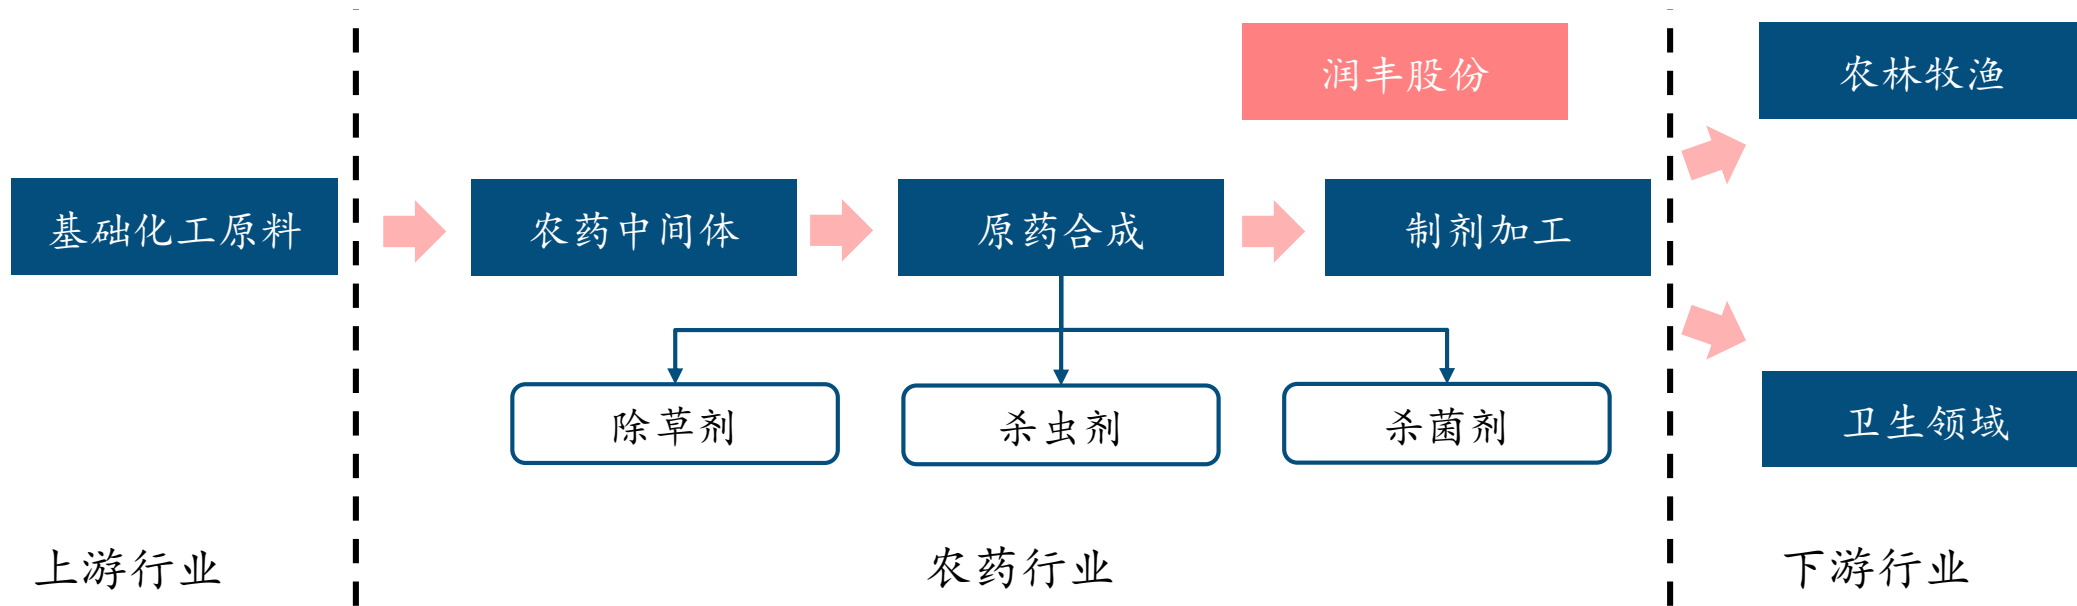 润丰股份
农林牧渔
基础化工原料
农药中间体
原药合成
制剂加工
除草剂
杀虫剂
杀菌剂
卫生领域
上游行业
农药行业
下游行业